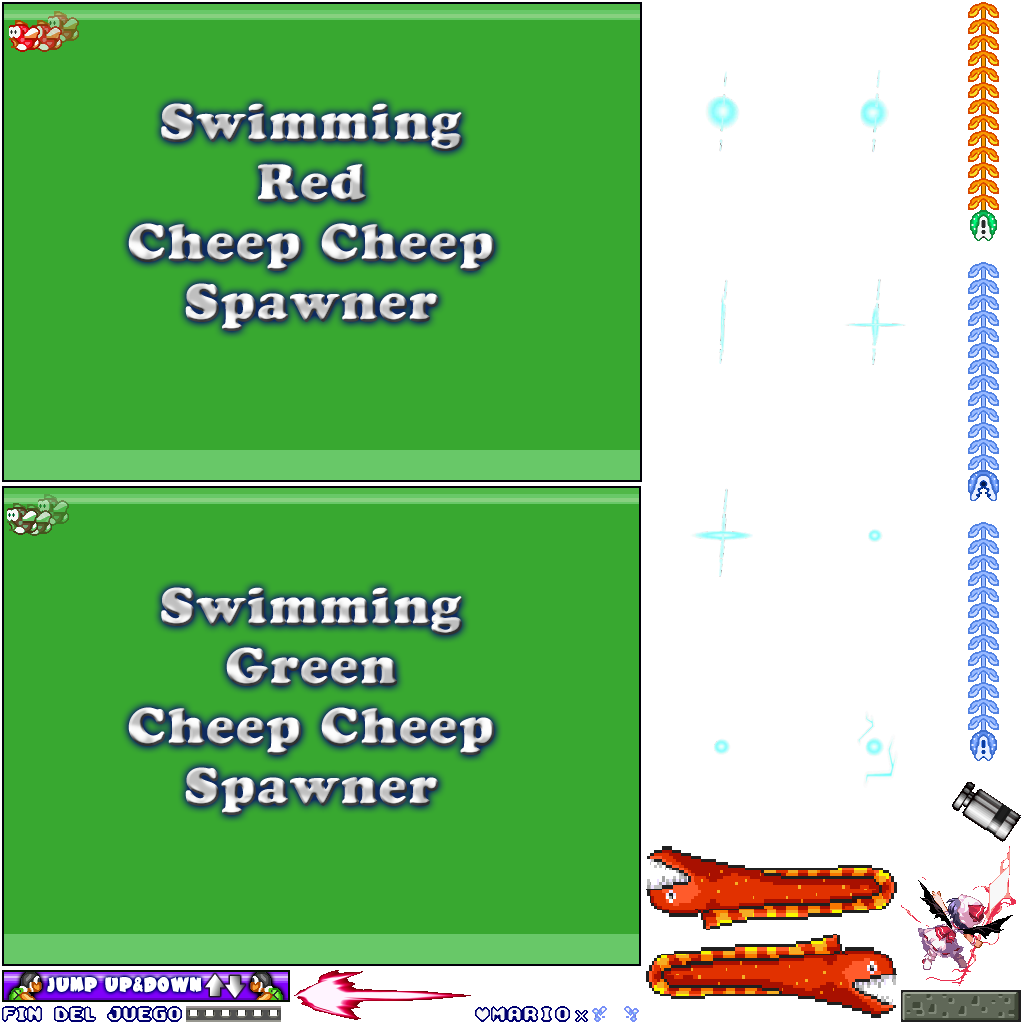 Swimming
Red
Cheep Cheep
Spawner
Swimming
Green
Cheep Cheep
Spawner
JUMP UP&DOWN
FIN DEL JUEGO
♥MARIO×